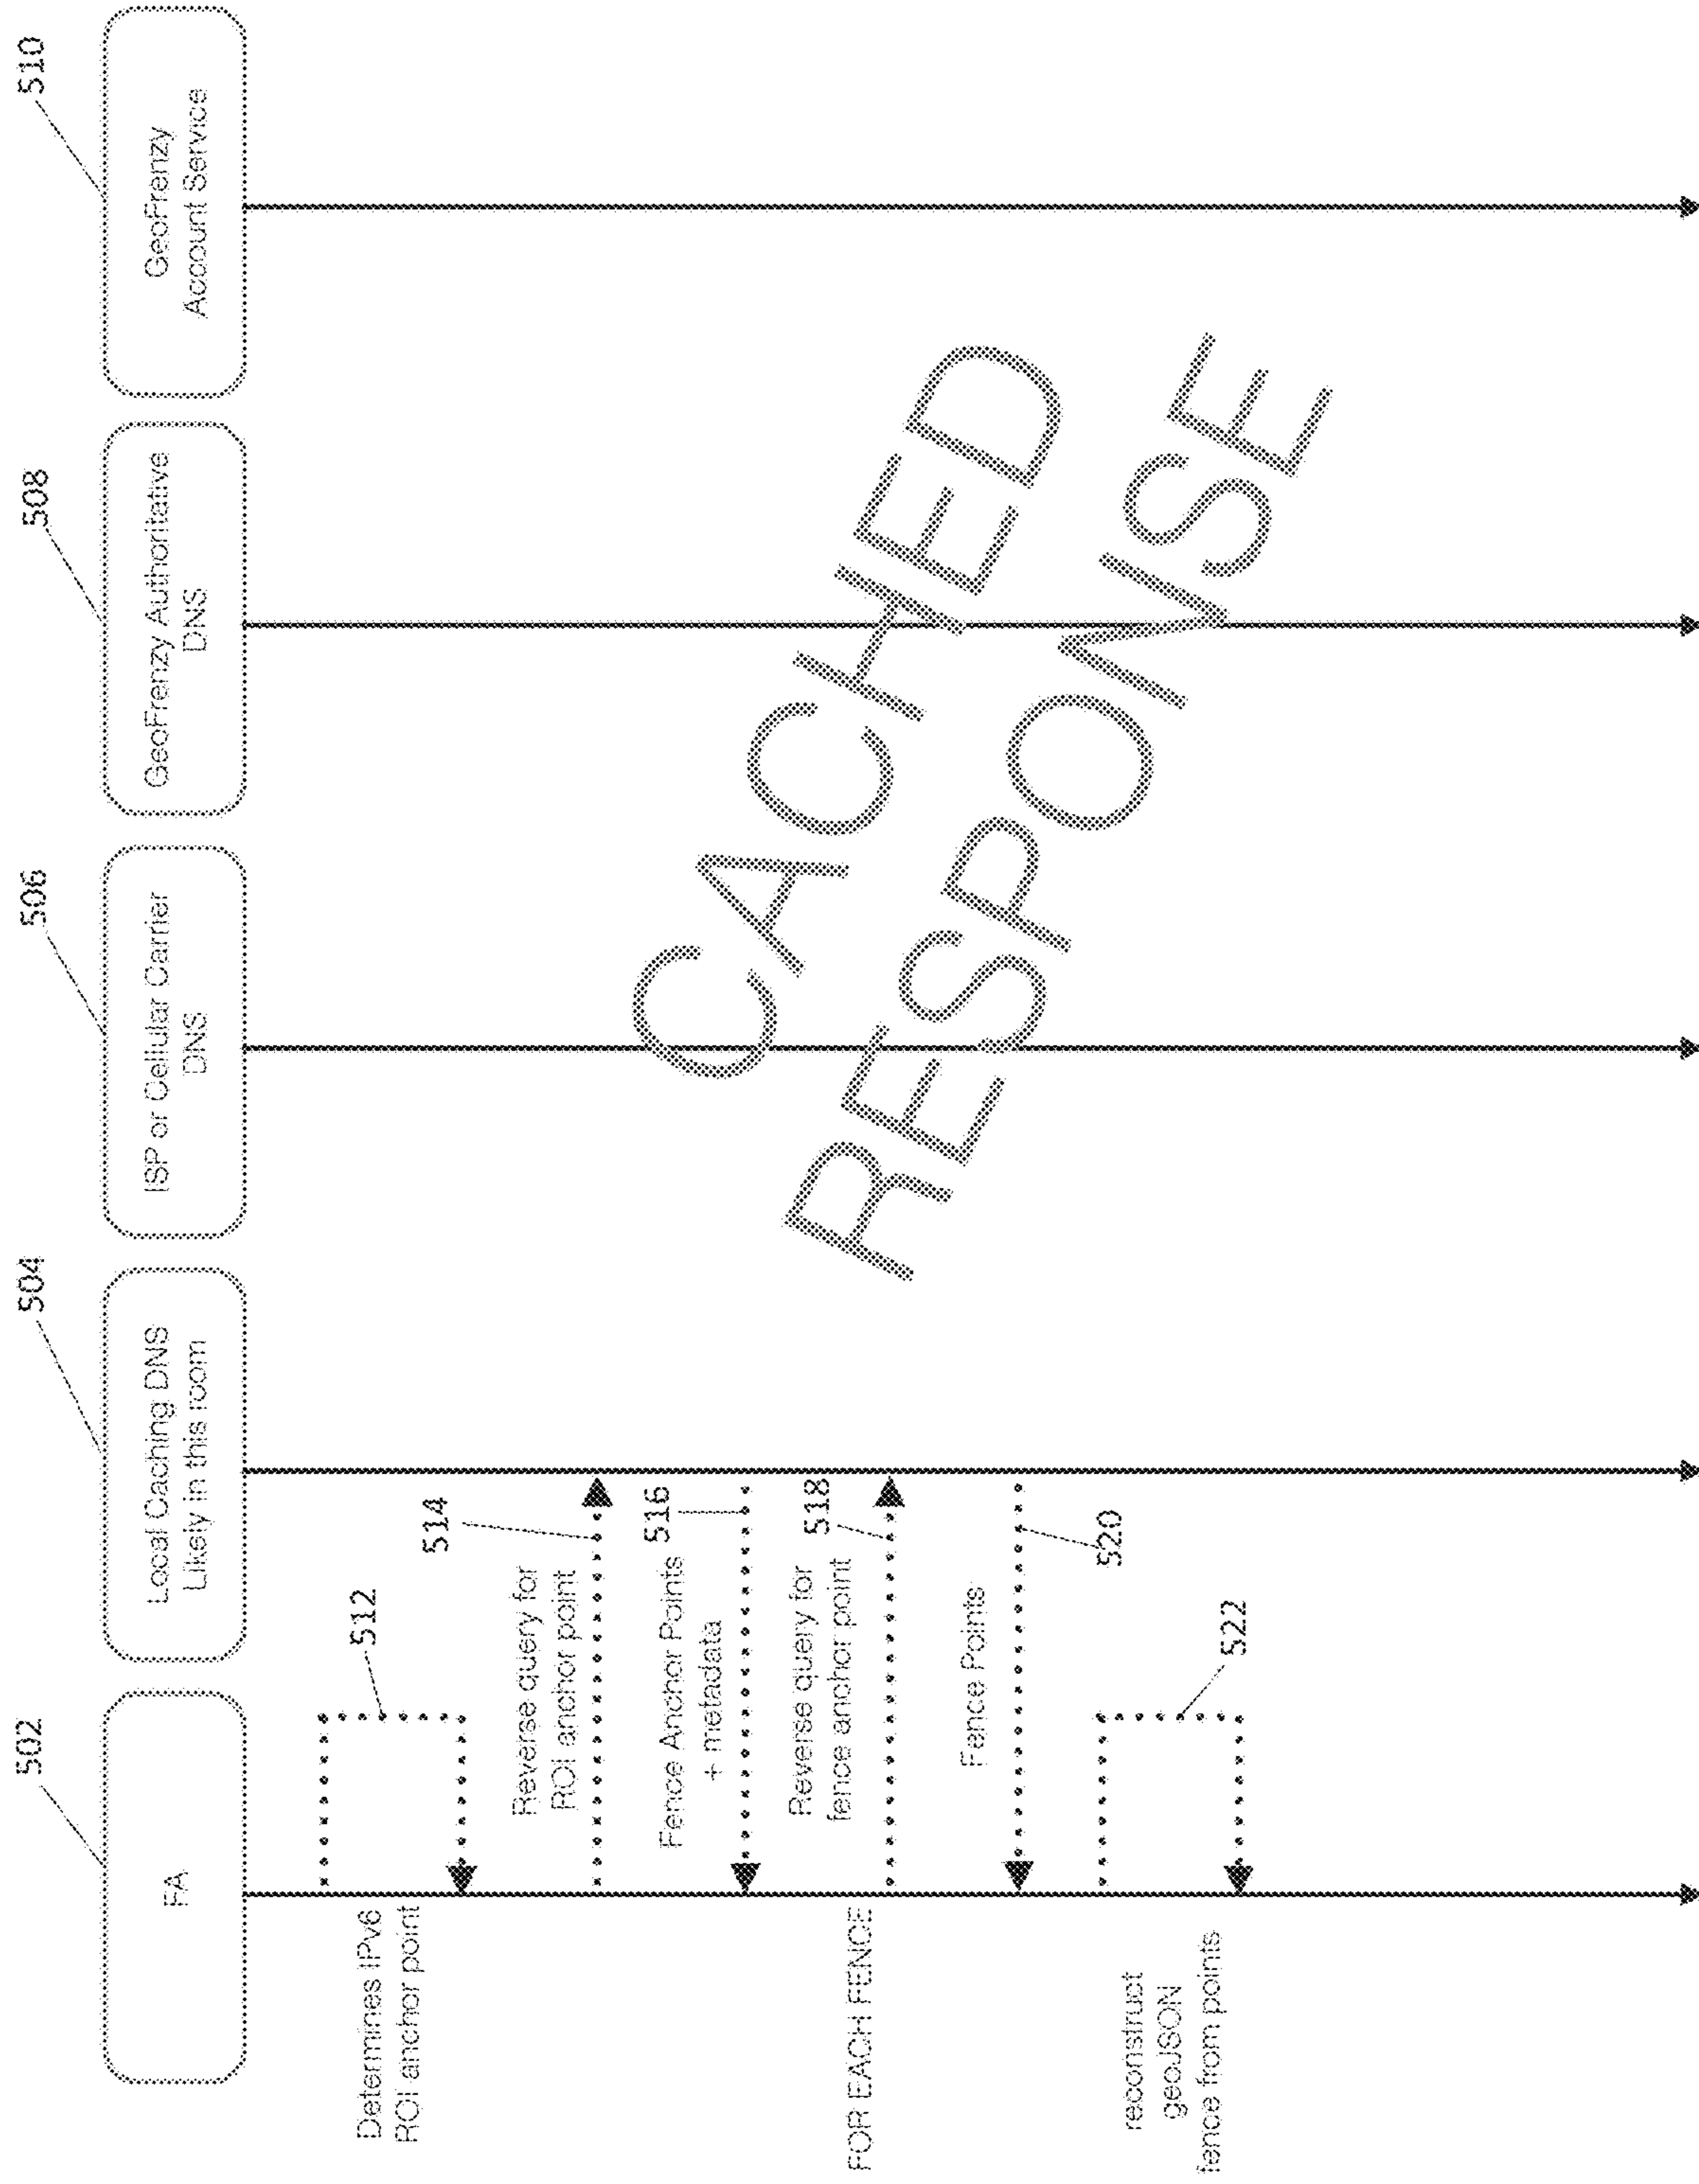 502
504
506
508
510
FA
Local Caching DNS
Likely in this room
ISP or Cellular Carrier
DNS
GeoFrenzy Authoritative
DNS
GeoFrenzy
Account Service
Determines IPv6
ROI anchor point
512
Reverse query for
ROI anchor point
514
Fence Anchor Points
+ metadata
516
FOR EACH FENCE
Reverse query for
fence anchor point
518
Fence Points
520
reconstruct
geoJSON
fence from points
522
CACHED
RESPONSE